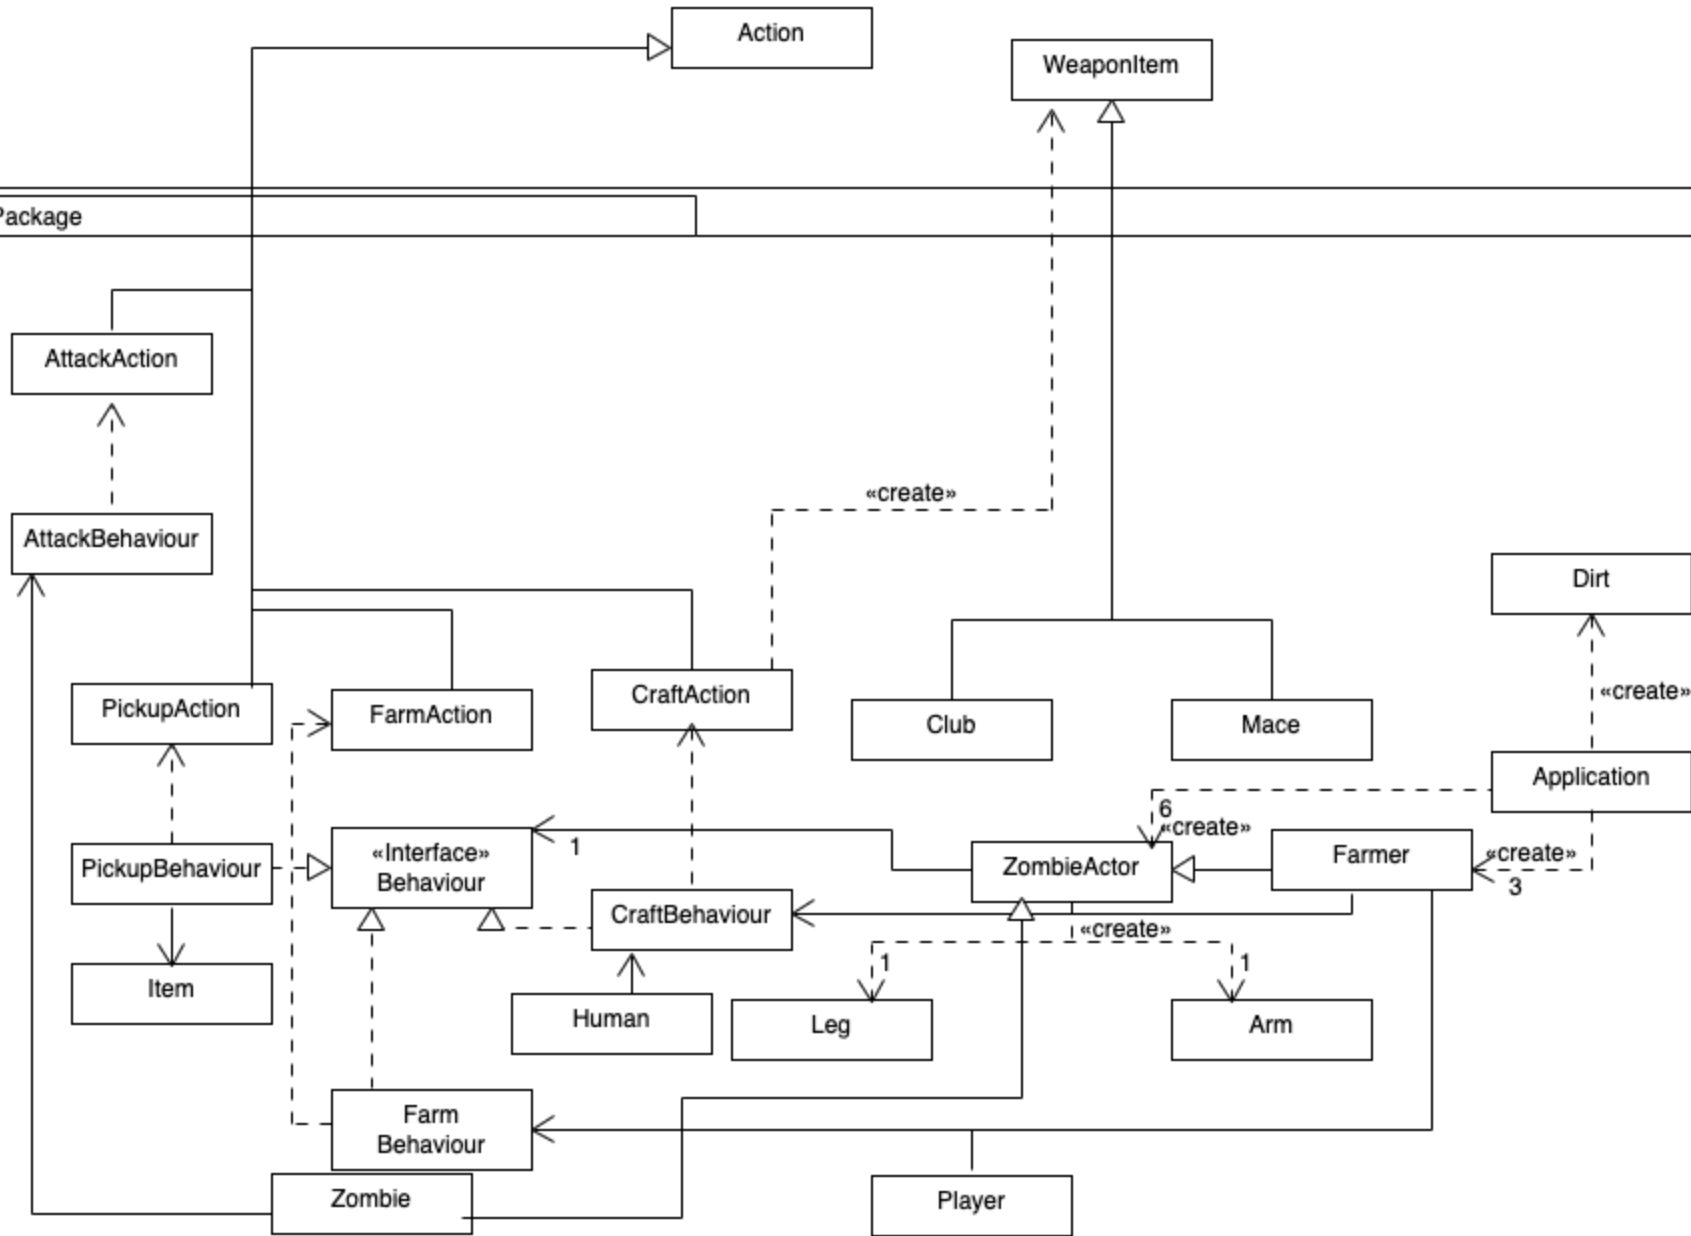 Action
WeaponItem
Package
AttackAction
«create»
AttackBehaviour
Dirt
«create»
CraftAction
PickupAction
FarmAction
Club
Mace
Application
6
«create»
«Interface»
Behaviour
1
ZombieActor
Farmer
«create»
3
PickupBehaviour
CraftBehaviour
«create»
1
1
Item
Human
Leg
Arm
Farm
Behaviour
Zombie
Player